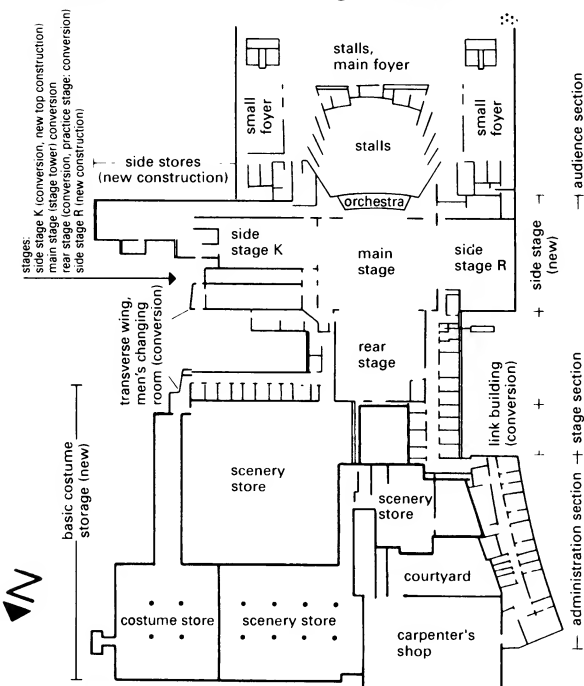 stages:
side stage K (conversion, new top construction)
main stage (stage tower) conversion
rear stage (conversion, practice stage: conversion)
side stage R (new construction)
stalls,
main foyer
small
foyer
small
foyer
stalls
side stores
(new construction)
orchestra
side
stage K
main
stage
side
stage R
transverse wing,
men's changing
room (conversion)
rear
stage
basic costume
storage (new)
scenery
store
scenery
store
courtyard
costume store
scenery store
carpenter's
shop
N
side stage
(new)
link building
(conversion)
audience section
stage section
administration section